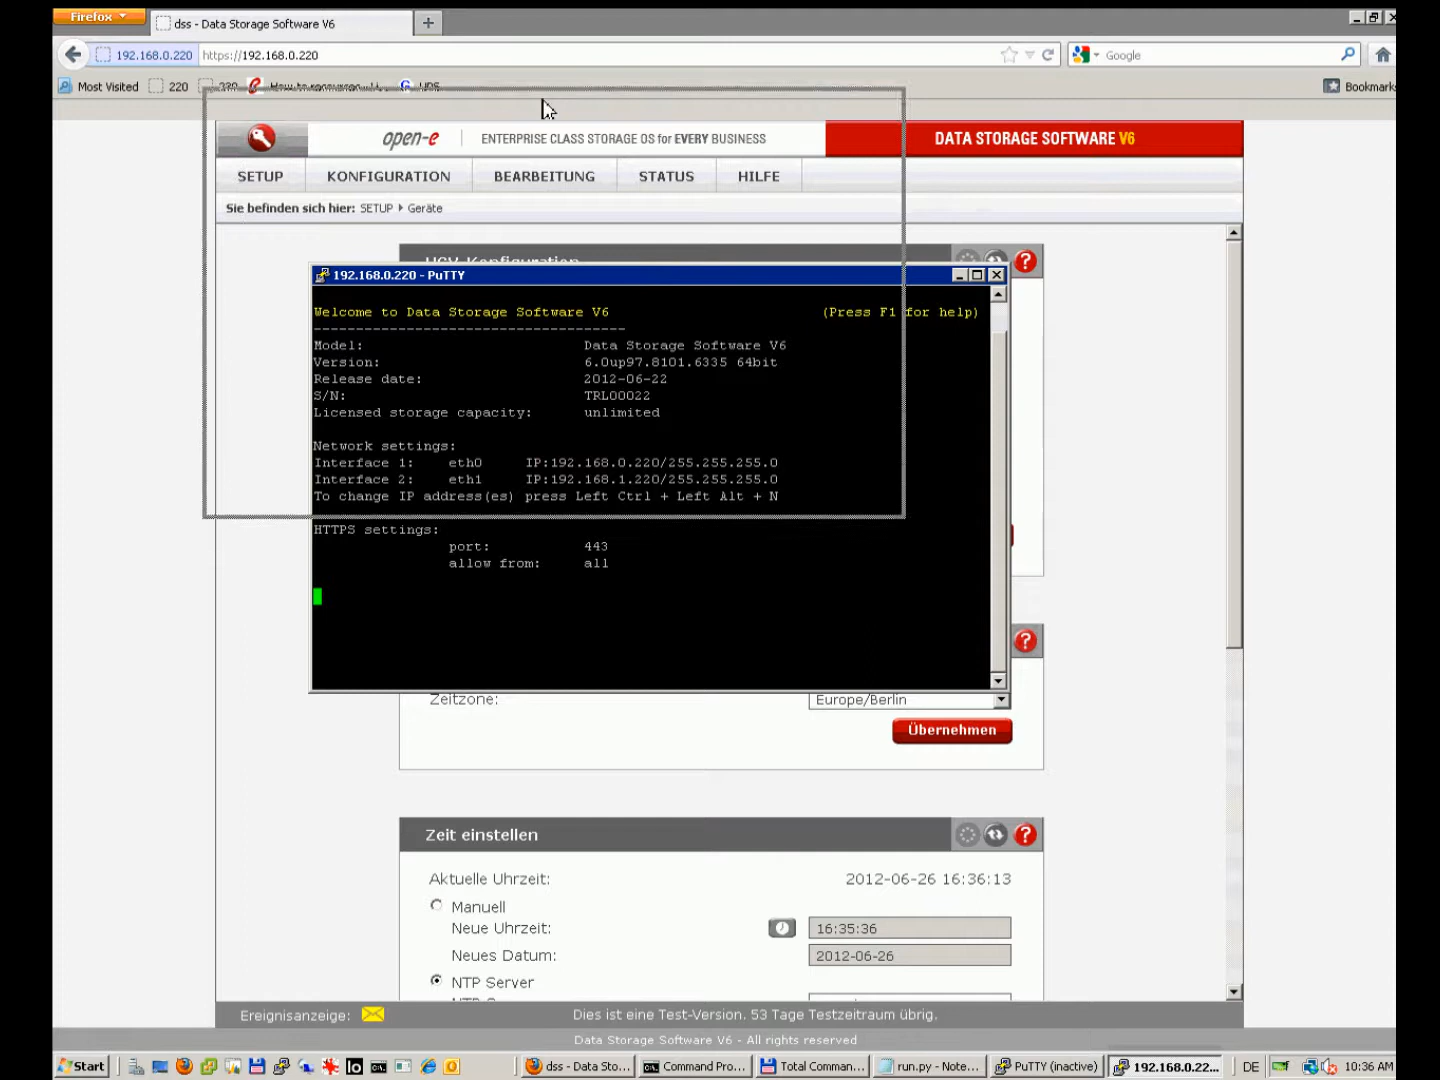 Firefox
dss - Data Storage Software V6
192.168.0.220
https://192.168.0.220
Google
Most Visited
220
Bookmark
open-e
ENTERPRISE CLASS STORAGE OS for EVERY BUSINESS
DATA STORAGE SOFTWARE V6
SETUP
KONFIGURATION
BEARBEITUNG
STATUS
HILFE
Sie befinden sich hier: SETUP Geräte
192.168.0.220 - PuTTY
Welcome to Data Storage Software V6 (Press F1 for help)
-------------------------------------
Model: Data Storage Software V6
Version: 6.0up97.8101.6335 64bit
Release date: 2012-06-22
S/N: TRL00022
Licensed storage capacity: unlimited
Network settings:
Interface 1: eth0 IP:192.168.0.220/255.255.255.0
Interface 2: eth1 IP:192.168.1.220/255.255.255.0
To change IP address(es) press Left Ctrl + Left Alt + N
HTTPS settings:
port: 443
allow from: all
Zeitzone: Europe/Berlin
Übernehmen
Zeit einstellen
Aktuelle Uhrzeit: 2012-06-26 16:36:13
Manuell
Neue Uhrzeit: 16:35:36
Neues Datum: 2012-06-26
NTP Server
Ereignisanzeige:
Dies ist eine Test-Version. 53 Tage Testzeitraum übrig.
Data Storage Software V6 - All rights reserved
Start
dss - Data Sto...
Command Pro...
Total Comman...
run.py - Note...
PuTTY (inactive)
192.168.0.22...
DE
10:36 AM